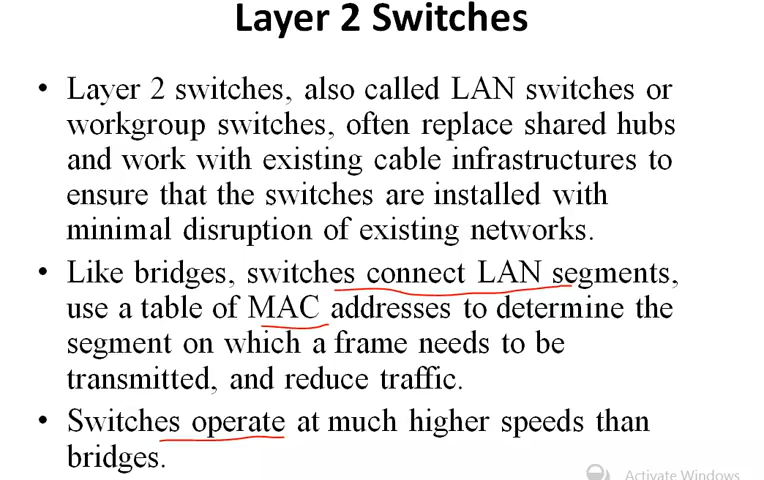 Layer 2 Switches
• Layer 2 switches, also called LAN switches or
workgroup switches, often replace shared hubs
and work with existing cable infrastructures to
ensure that the switches are installed with
minimal disruption of existing networks.
• Like bridges, switches connect LAN segments,
use a table of MAC addresses to determine the
segment on which a frame needs to be
transmitted, and reduce traffic.
• Switches operate at much higher speeds than
bridges.
Activate Windows